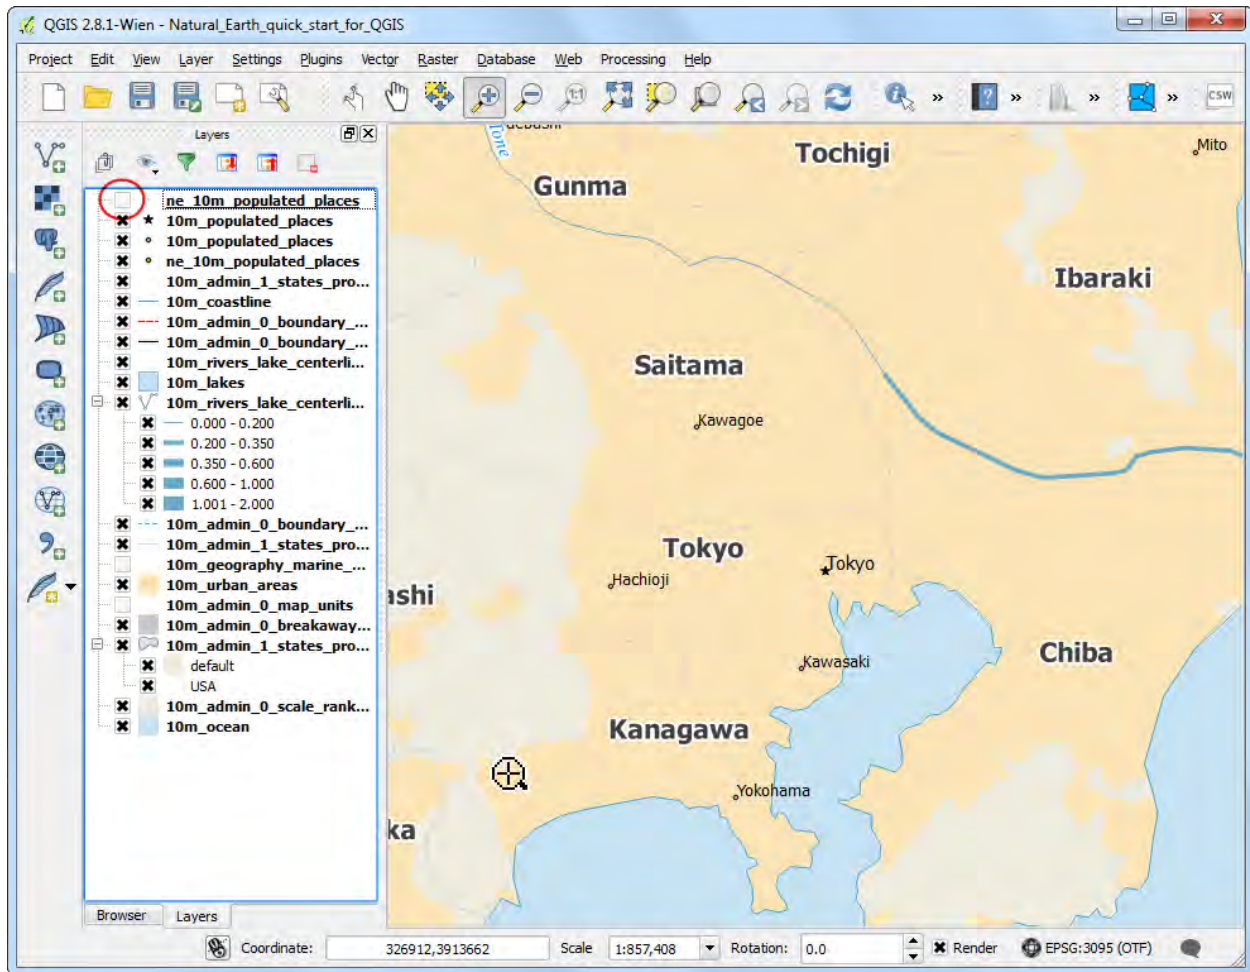 QGIS 2.8.1-Wien - Natural_Earth_quick_start_for_QGIS
Project Edit View Layer Settings Plugins Vector Raster Database Web Processing Help
1:1
» » » » CSW
Layers
ne_10m_populated_places
10m_populated_places
10m_populated_places
ne_10m_populated_places
10m_admin_1_states_pro...
10m_coastline
10m_admin_0_boundary_...
10m_admin_0_boundary_...
10m_rivers_lake_centerli...
10m_lakes
10m_rivers_lake_centerli...
0.000 - 0.200
0.200 - 0.350
0.350 - 0.600
0.600 - 1.000
1.001 - 2.000
10m_admin_0_boundary_...
10m_admin_1_states_pro...
10m_geography_marine_...
10m_urban_areas
10m_admin_0_map_units
10m_admin_0_breakaway...
10m_admin_1_states_pro...
default
USA
10m_admin_0_scale_rank...
10m_ocean
Browser Layers
Tone
Tochigi
Mito
Gunma
Ibaraki
Saitama
Kawagoe
Tokyo
Tokyo
Hachioji
ashi
Chiba
Kawasaki
Kanagawa
Yokohama
ka
Coordinate: 326912,3913662 Scale 1:857,408 Rotation: 0.0 Render EPSG:3095 (OTF)